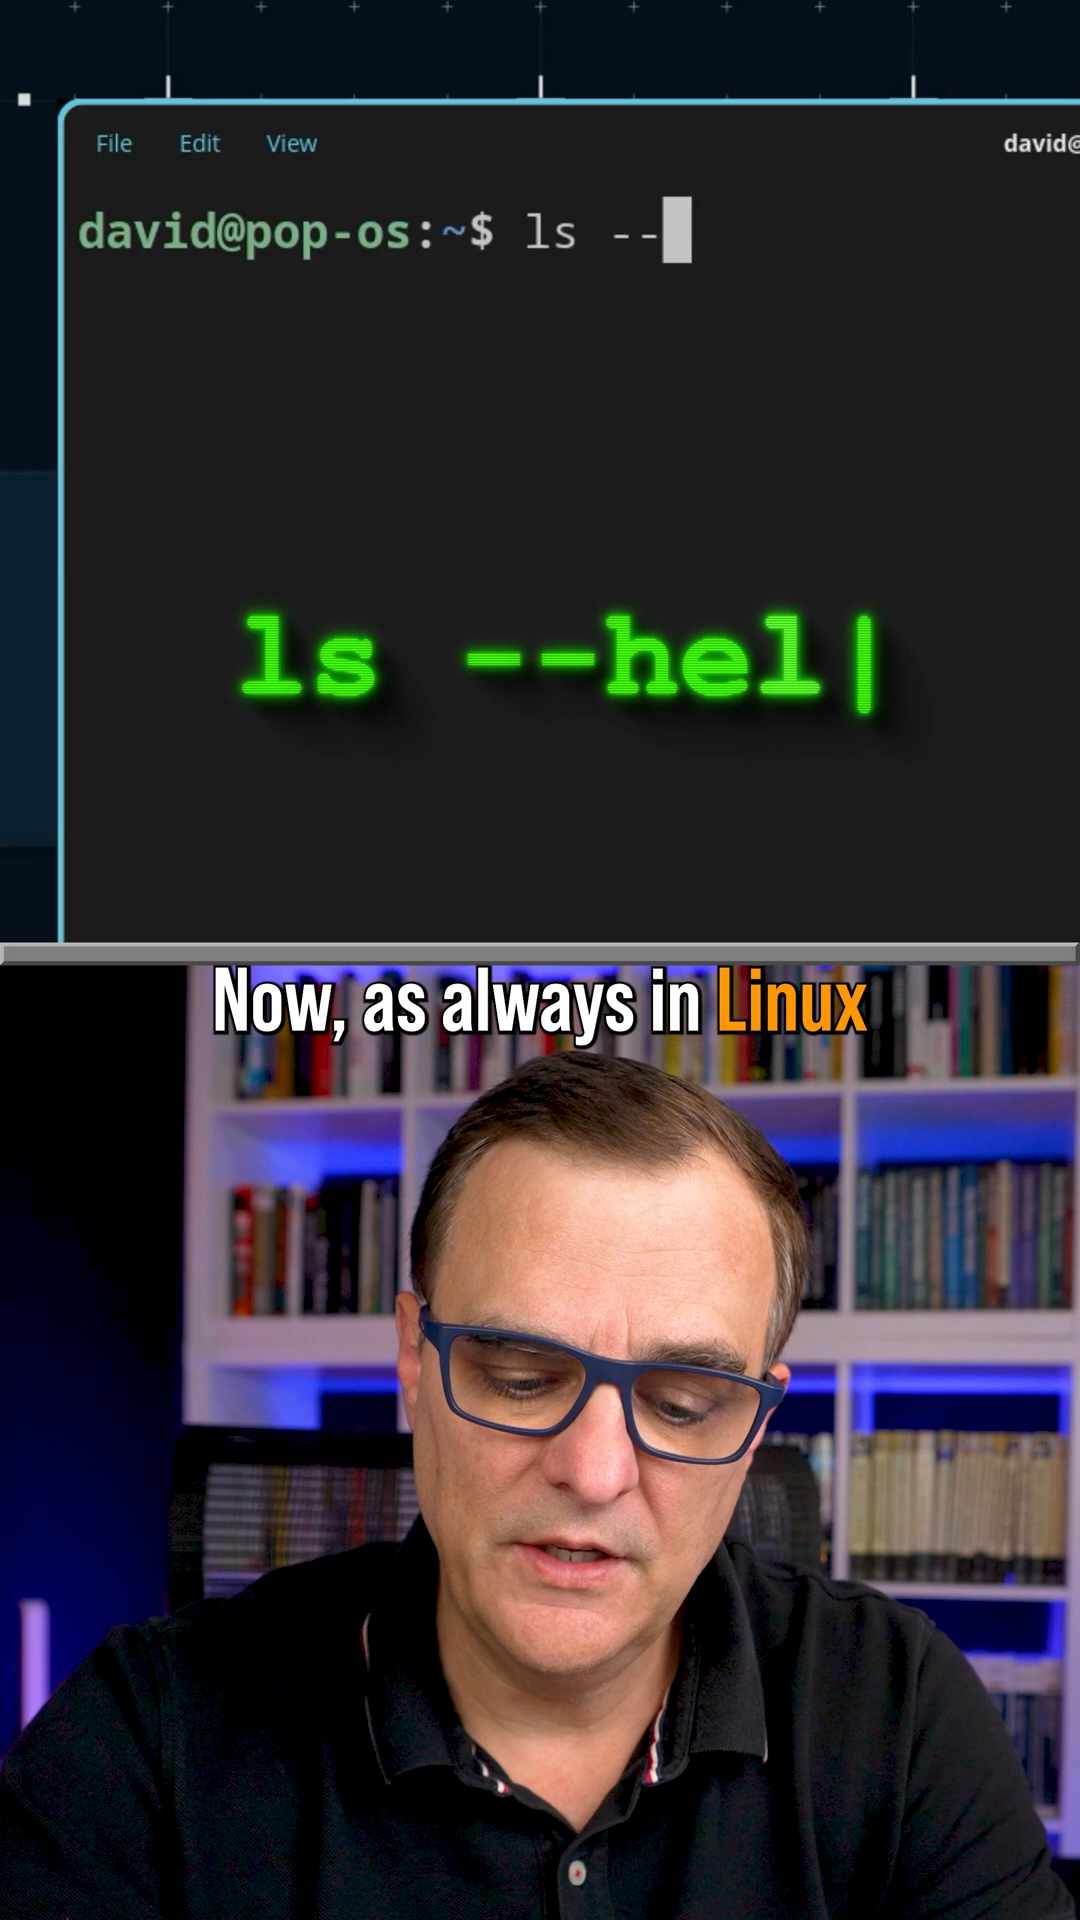 File Edit View david@
david@pop-os:~$ ls --
ls --hel|
Now, as always in Linux